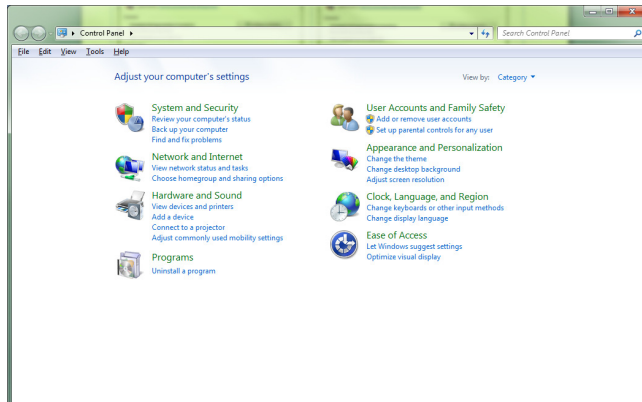 Control Panel
Search Control Panel
File Edit View Tools Help
Adjust your computer's settings
View by: Category
System and Security
Review your computer's status
Back up your computer
Find and fix problems
Network and Internet
View network status and tasks
Choose homegroup and sharing options
Hardware and Sound
View devices and printers
Add a device
Connect to a projector
Adjust commonly used mobility settings
Programs
Uninstall a program
User Accounts and Family Safety
Add or remove user accounts
Set up parental controls for any user
Appearance and Personalization
Change the theme
Change desktop background
Adjust screen resolution
Clock, Language, and Region
Change keyboards or other input methods
Change display language
Ease of Access
Let Windows suggest settings
Optimize visual display